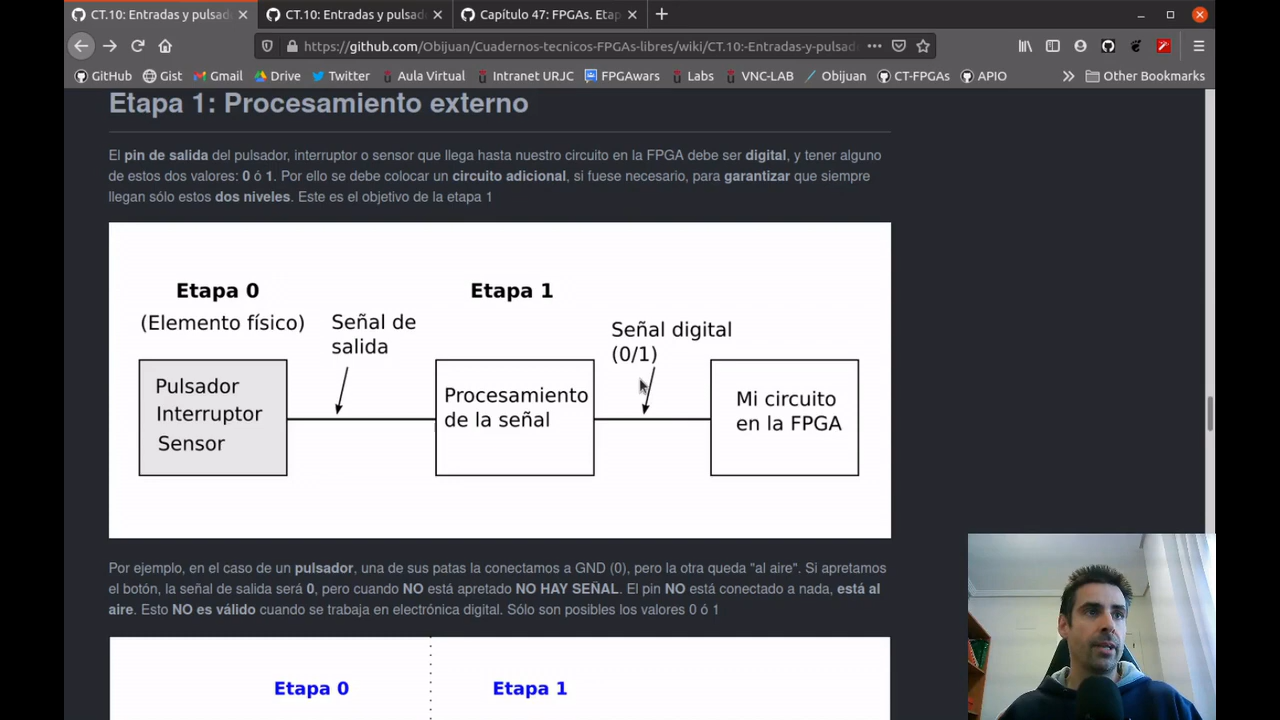 CT.10: Entradas y pulsad
CT.10: Entradas y pulsad
Capítulo 47: FPGAs. Etap
https://github.com/Obijuan/Cuadernos-tecnicos-FPGAs-libres/wiki/CT.10:-Entradas-y-pulsad
GitHub
Gist
Gmail
Drive
Twitter
Aula Virtual
Intranet URJC
FPGAwars
Labs
VNC-LAB
Obijuan
CT-FPGAs
APIO
Other Bookmarks
Etapa 1: Procesamiento externo
El pin de salida del pulsador, interruptor o sensor que llega hasta nuestro circuito en la FPGA debe ser digital, y tener alguno
de estos dos valores: 0 ó 1. Por ello se debe colocar un circuito adicional, si fuese necesario, para garantizar que siempre
llegan sólo estos dos niveles. Este es el objetivo de la etapa 1
Etapa 0
(Elemento físico)
Señal de
salida
Etapa 1
Señal digital
(0/1)
Pulsador
Interruptor
Sensor
Procesamiento
de la señal
Mi circuito
en la FPGA
Por ejemplo, en el caso de un pulsador, una de sus patas la conectamos a GND (0), pero la otra queda "al aire". Si apretamos
el botón, la señal de salida será 0, pero cuando NO está apretado NO HAY SEÑAL. El pin NO está conectado a nada, está al
aire. Esto NO es válido cuando se trabaja en electrónica digital. Sólo son posibles los valores 0 ó 1
Etapa 0
Etapa 1